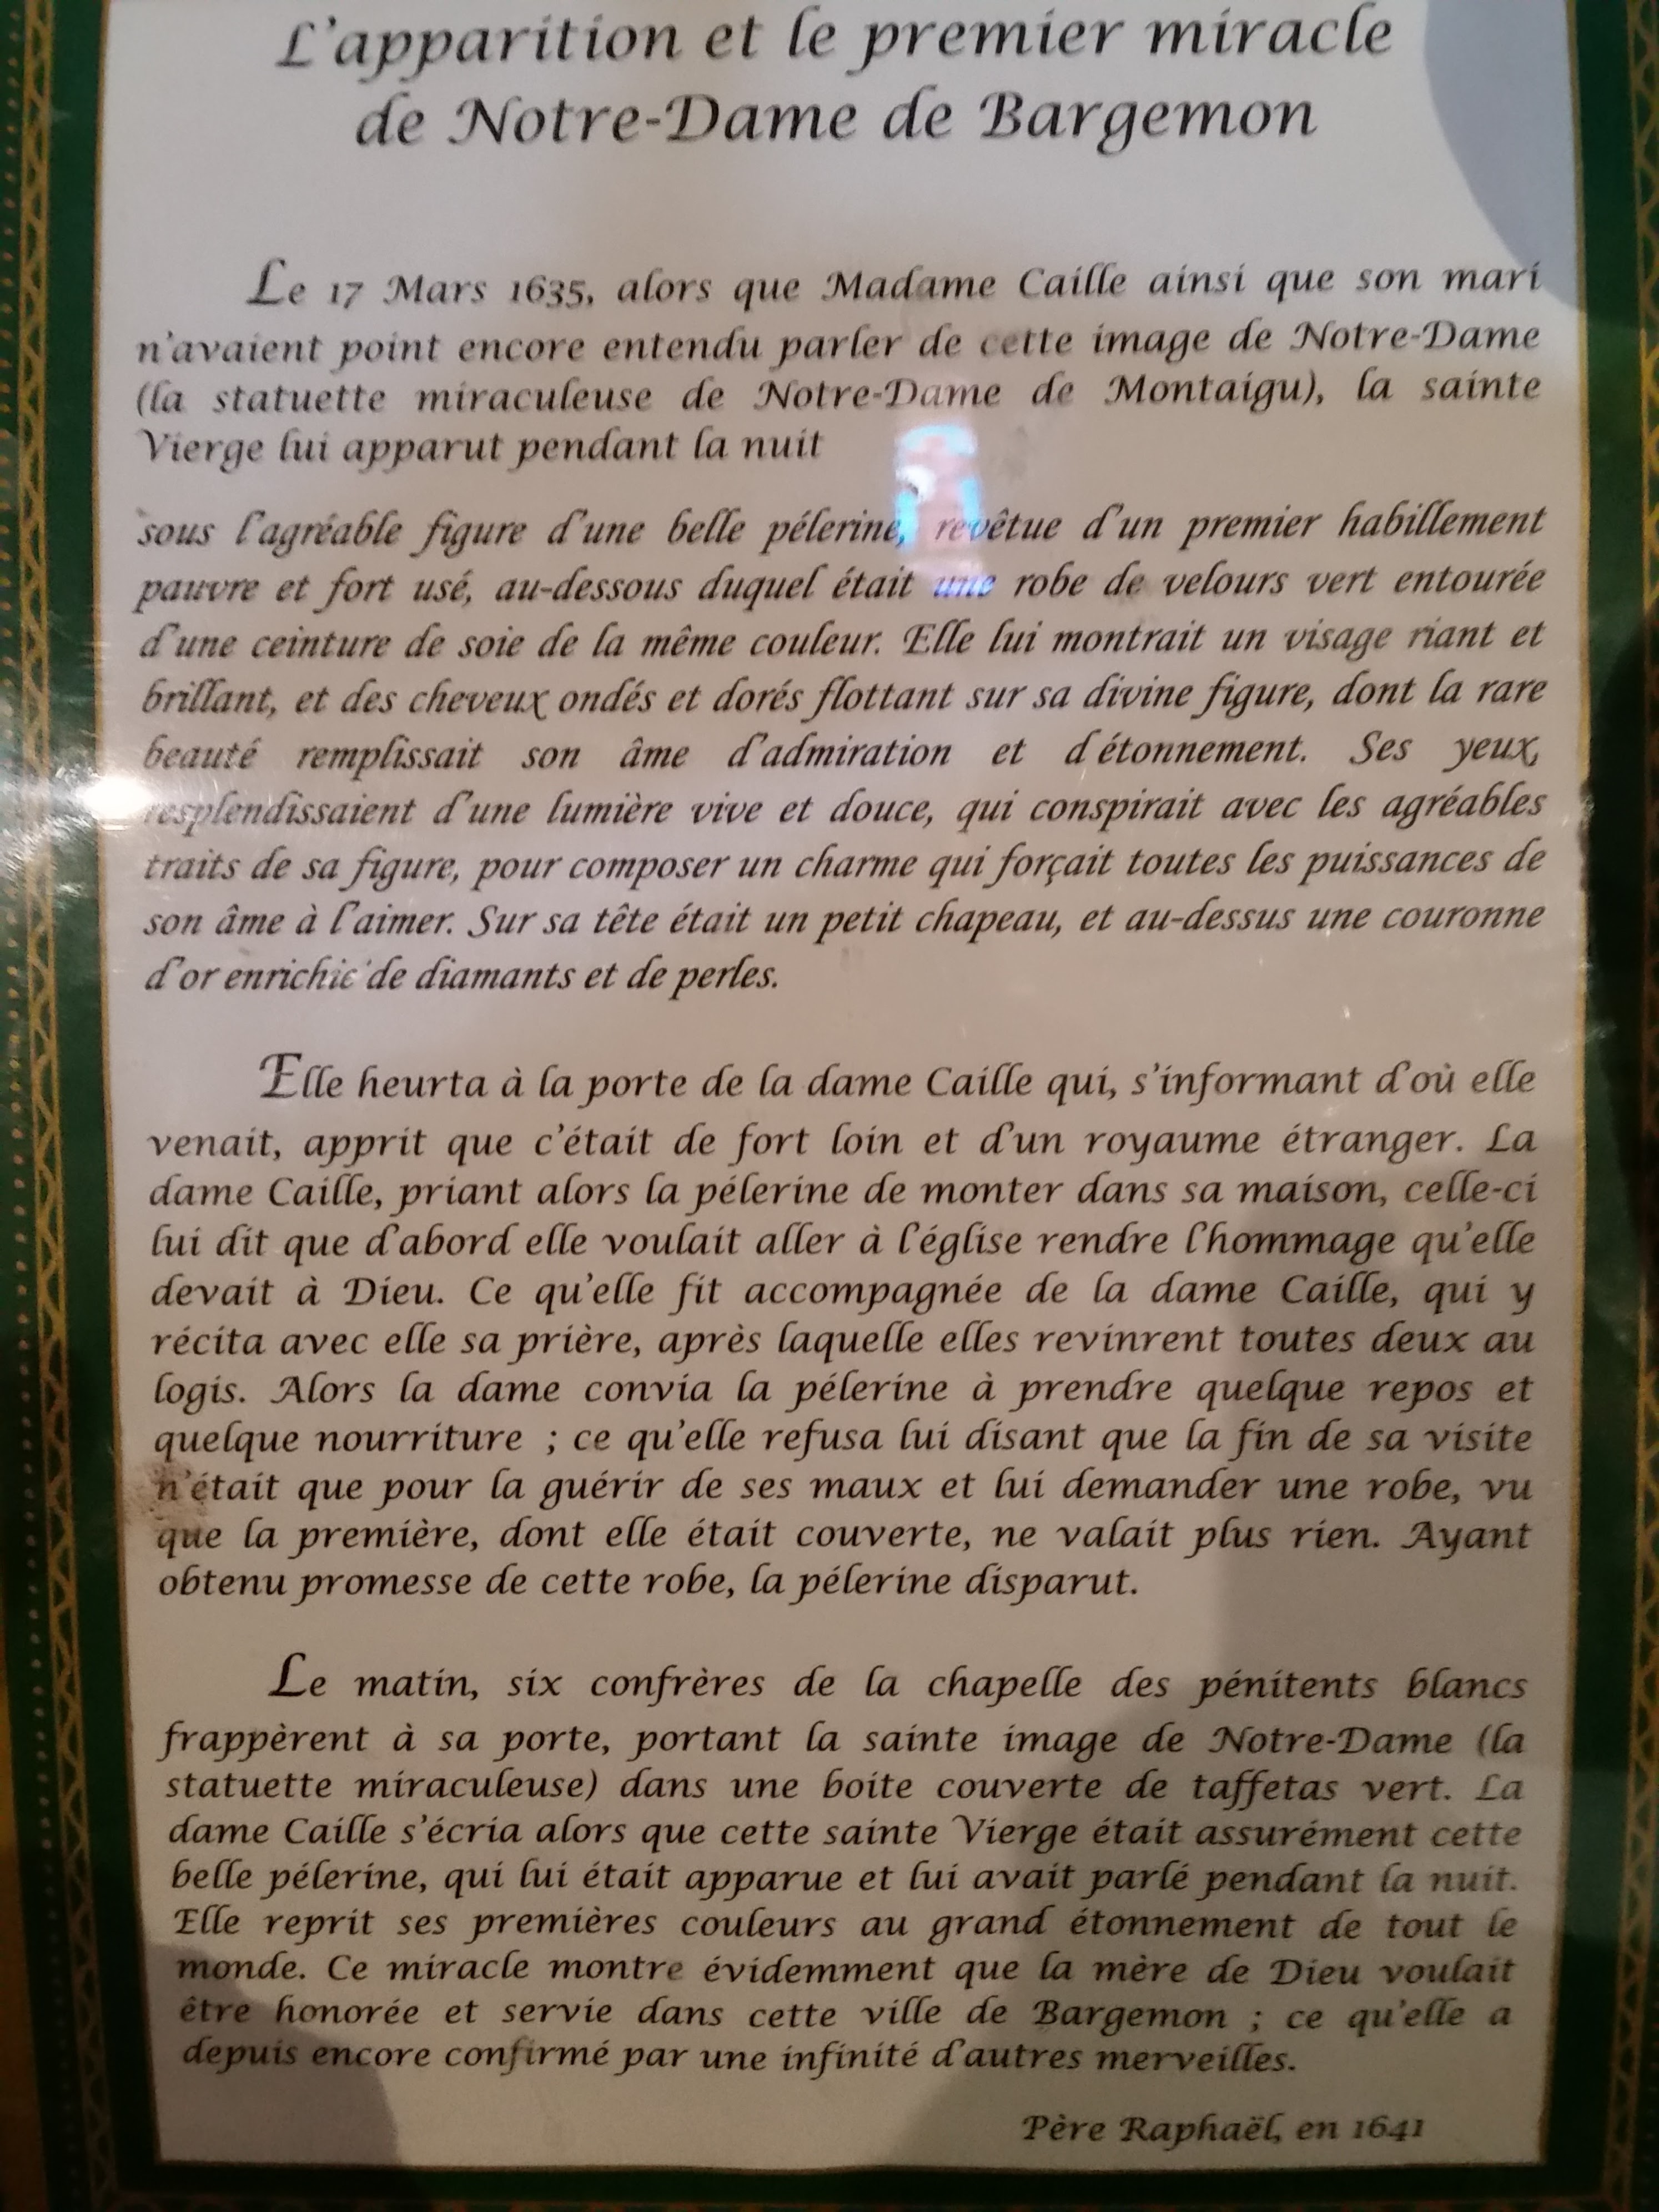 L'apparition et le premier miracle
de Notre-Dame de Bargemon
Le 17 Mars 1635, alors que Madame Caille ainsi que son mari
n'avaient point encore entendu parler de cette image de Notre-Dame
(la statuette miraculeuse de Notre-Dame de Montaigu), la sainte
Vierge lui apparut pendant la nuit
sous l'agréable figure d'une belle pélerine, revêtue d'un premier habillement
pauvre et fort usé, au-dessous duquel était une robe de velours vert entourée
d'une ceinture de soie de la même couleur. Elle lui montrait un visage riant et
brillant, et des cheveux ondés et dorés flottant sur sa divine figure, dont la rare
beauté remplissait son âme d'admiration et d'étonnement. Ses yeux,
resplendissaient d'une lumière vive et douce, qui conspirait avec les agréables
traits de sa figure, pour composer un charme qui forçait toutes les puissances de
son âme à l'aimer. Sur sa tête était un petit chapeau, et au-dessus une couronne
d'or enrichie de diamants et de perles.
Elle heurta à la porte de la dame Caille qui, s'informant d'où elle
venait, apprit que c'était de fort loin et d'un royaume étranger. La
dame Caille, priant alors la pélerine de monter dans sa maison, celle-ci
lui dit que d'abord elle voulait aller à l'église rendre l'hommage qu'elle
devait à Dieu. Ce qu'elle fit accompagnée de la dame Caille, qui y
récita avec elle sa prière, après laquelle elles revinrent toutes deux au
logis. Alors la dame convia la pélerine à prendre quelque repos et
quelque nourriture ; ce qu'elle refusa lui disant que la fin de sa visite
n'était que pour la guérir de ses maux et lui demander une robe, vu
que la première, dont elle était couverte, ne valait plus rien. Ayant
obtenu promesse de cette robe, la pélerine disparut.
Le matin, six confrères de la chapelle des pénitents blancs
frappèrent à sa porte, portant la sainte image de Notre-Dame (la
statuette miraculeuse) dans une boite couverte de taffetas vert. La
dame Caille s'écria alors que cette sainte Vierge était assurément cette
belle pélerine, qui lui était apparue et lui avait parlé pendant la nuit.
Elle reprit ses premières couleurs au grand étonnement de tout le
monde. Ce miracle montre évidemment que la mère de Dieu voulait
être honorée et servie dans cette ville de Bargemon ; ce qu'elle a
depuis encore confirmé par une infinité d'autres merveilles.
Père Raphaël, en 1641